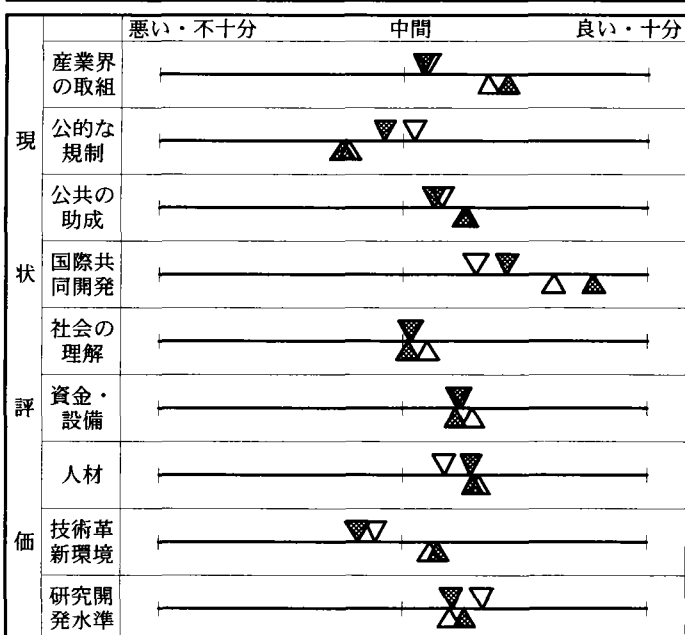 悪い・不十分 中間 良い・十分
現状評価
産業界
の取組
公的な
規制
公共の
助成
国際共
同開発
社会の
理解
資金・
設備
人材
技術革
新環境
研究開
発水準